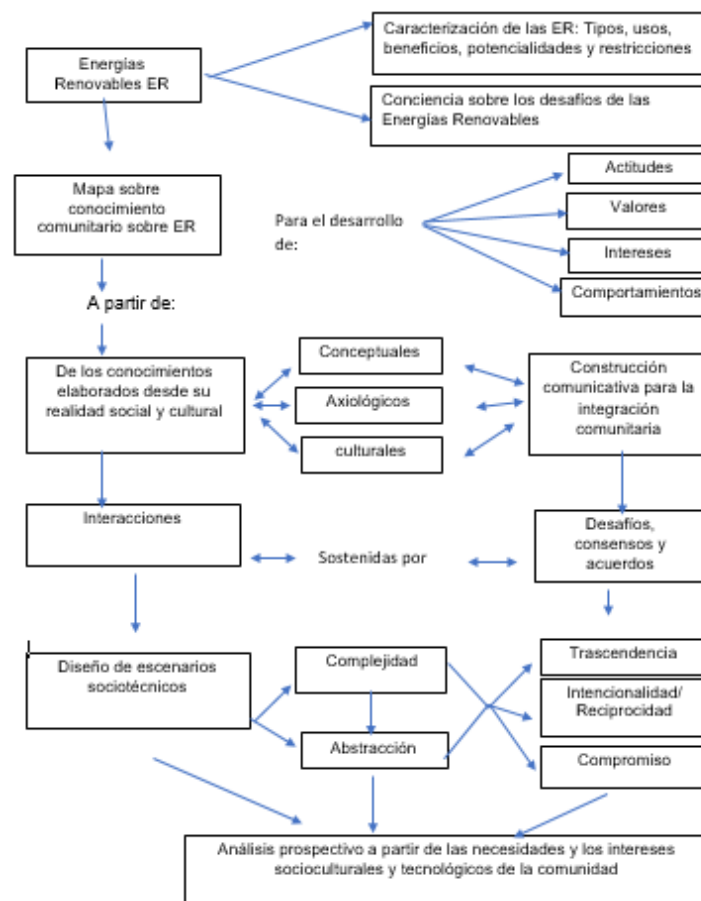 Caracterización de las ER: Tipos, usos,
beneficios, potencialidades y restricciones
Energías
Renovables ER
Conciencia sobre los desafíos de las
Energías Renovables
Mapa sobre
conocimiento
comunitario sobre ER
Para el desarrollo
de:
Actitudes
Valores
Intereses
Comportamientos
A partir de:
De los conocimientos
elaborados desde su
realidad social y cultural
Conceptuales
Axiológicos
culturales
Construcción
comunicativa para la
integración
comunitaria
Interacciones
Sostenidas por
Desafíos,
consensos y
acuerdos
Diseño de escenarios
sociotécnicos
Complejidad
Abstracción
Trascendencia
Intencionalidad/
Reciprocidad
Compromiso
Análisis prospectivo a partir de las necesidades y los intereses
socioculturales y tecnológicos de la comunidad